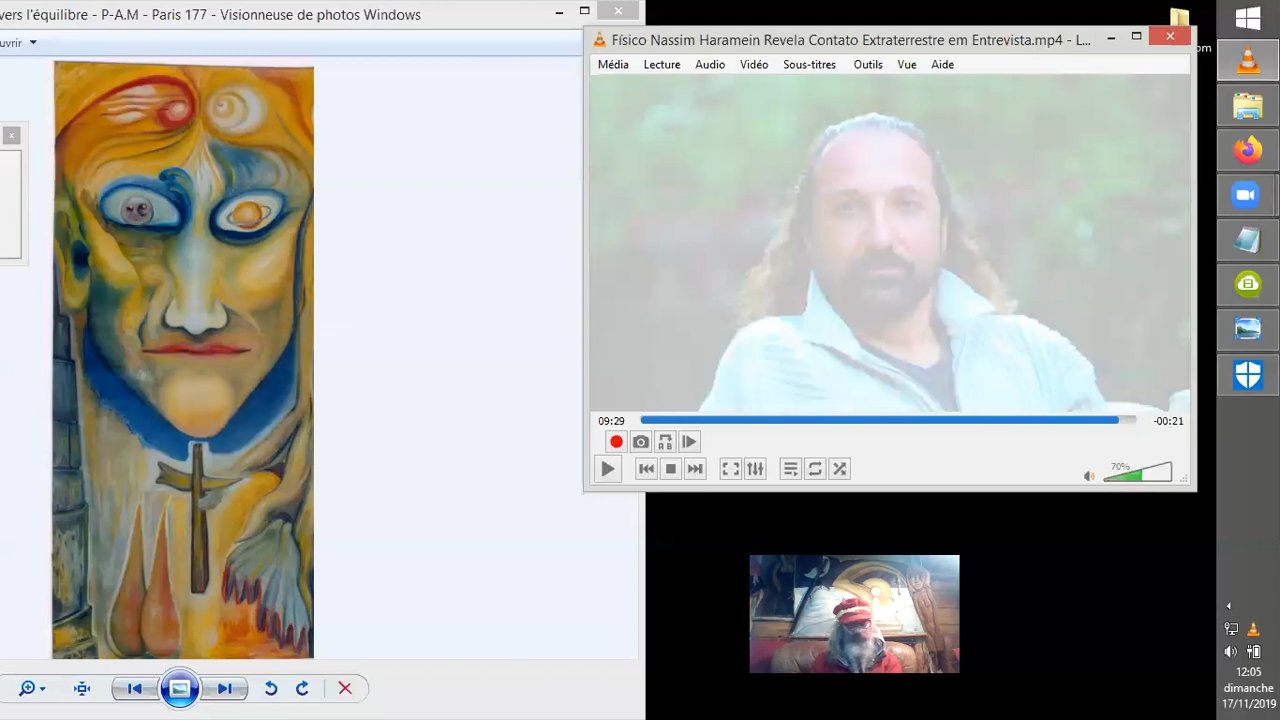 vers l'équilibre - P-A-M - Paris 177 - Visionneuse de photos Windows
uvrir
x
Físico Nassim Haramein Revela Contato Extraterrestre em Entrevista.mp4 - L...
om
Média Lecture Audio Vidéo Sous-titres Outils Vue Aide
09:29 -00:21
A B
70%
12:05
dimanche
17/11/2019